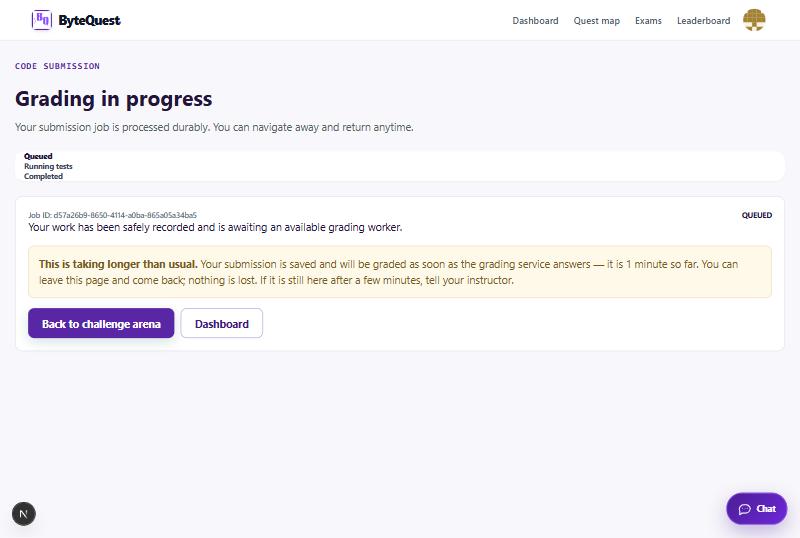 BQ ByteQuest
Dashboard Quest map Exams Leaderboard
CODE SUBMISSION
Grading in progress
Your submission job is processed durably. You can navigate away and return anytime.
Queued
Running tests
Completed
Job ID: d57a26b9-8650-4114-a0ba-865a05a34ba5 QUEUED
Your work has been safely recorded and is awaiting an available grading worker.
This is taking longer than usual. Your submission is saved and will be graded as soon as the grading service answers — it is 1 minute so far. You can
leave this page and come back; nothing is lost. If it is still here after a few minutes, tell your instructor.
Back to challenge arena Dashboard
N Chat